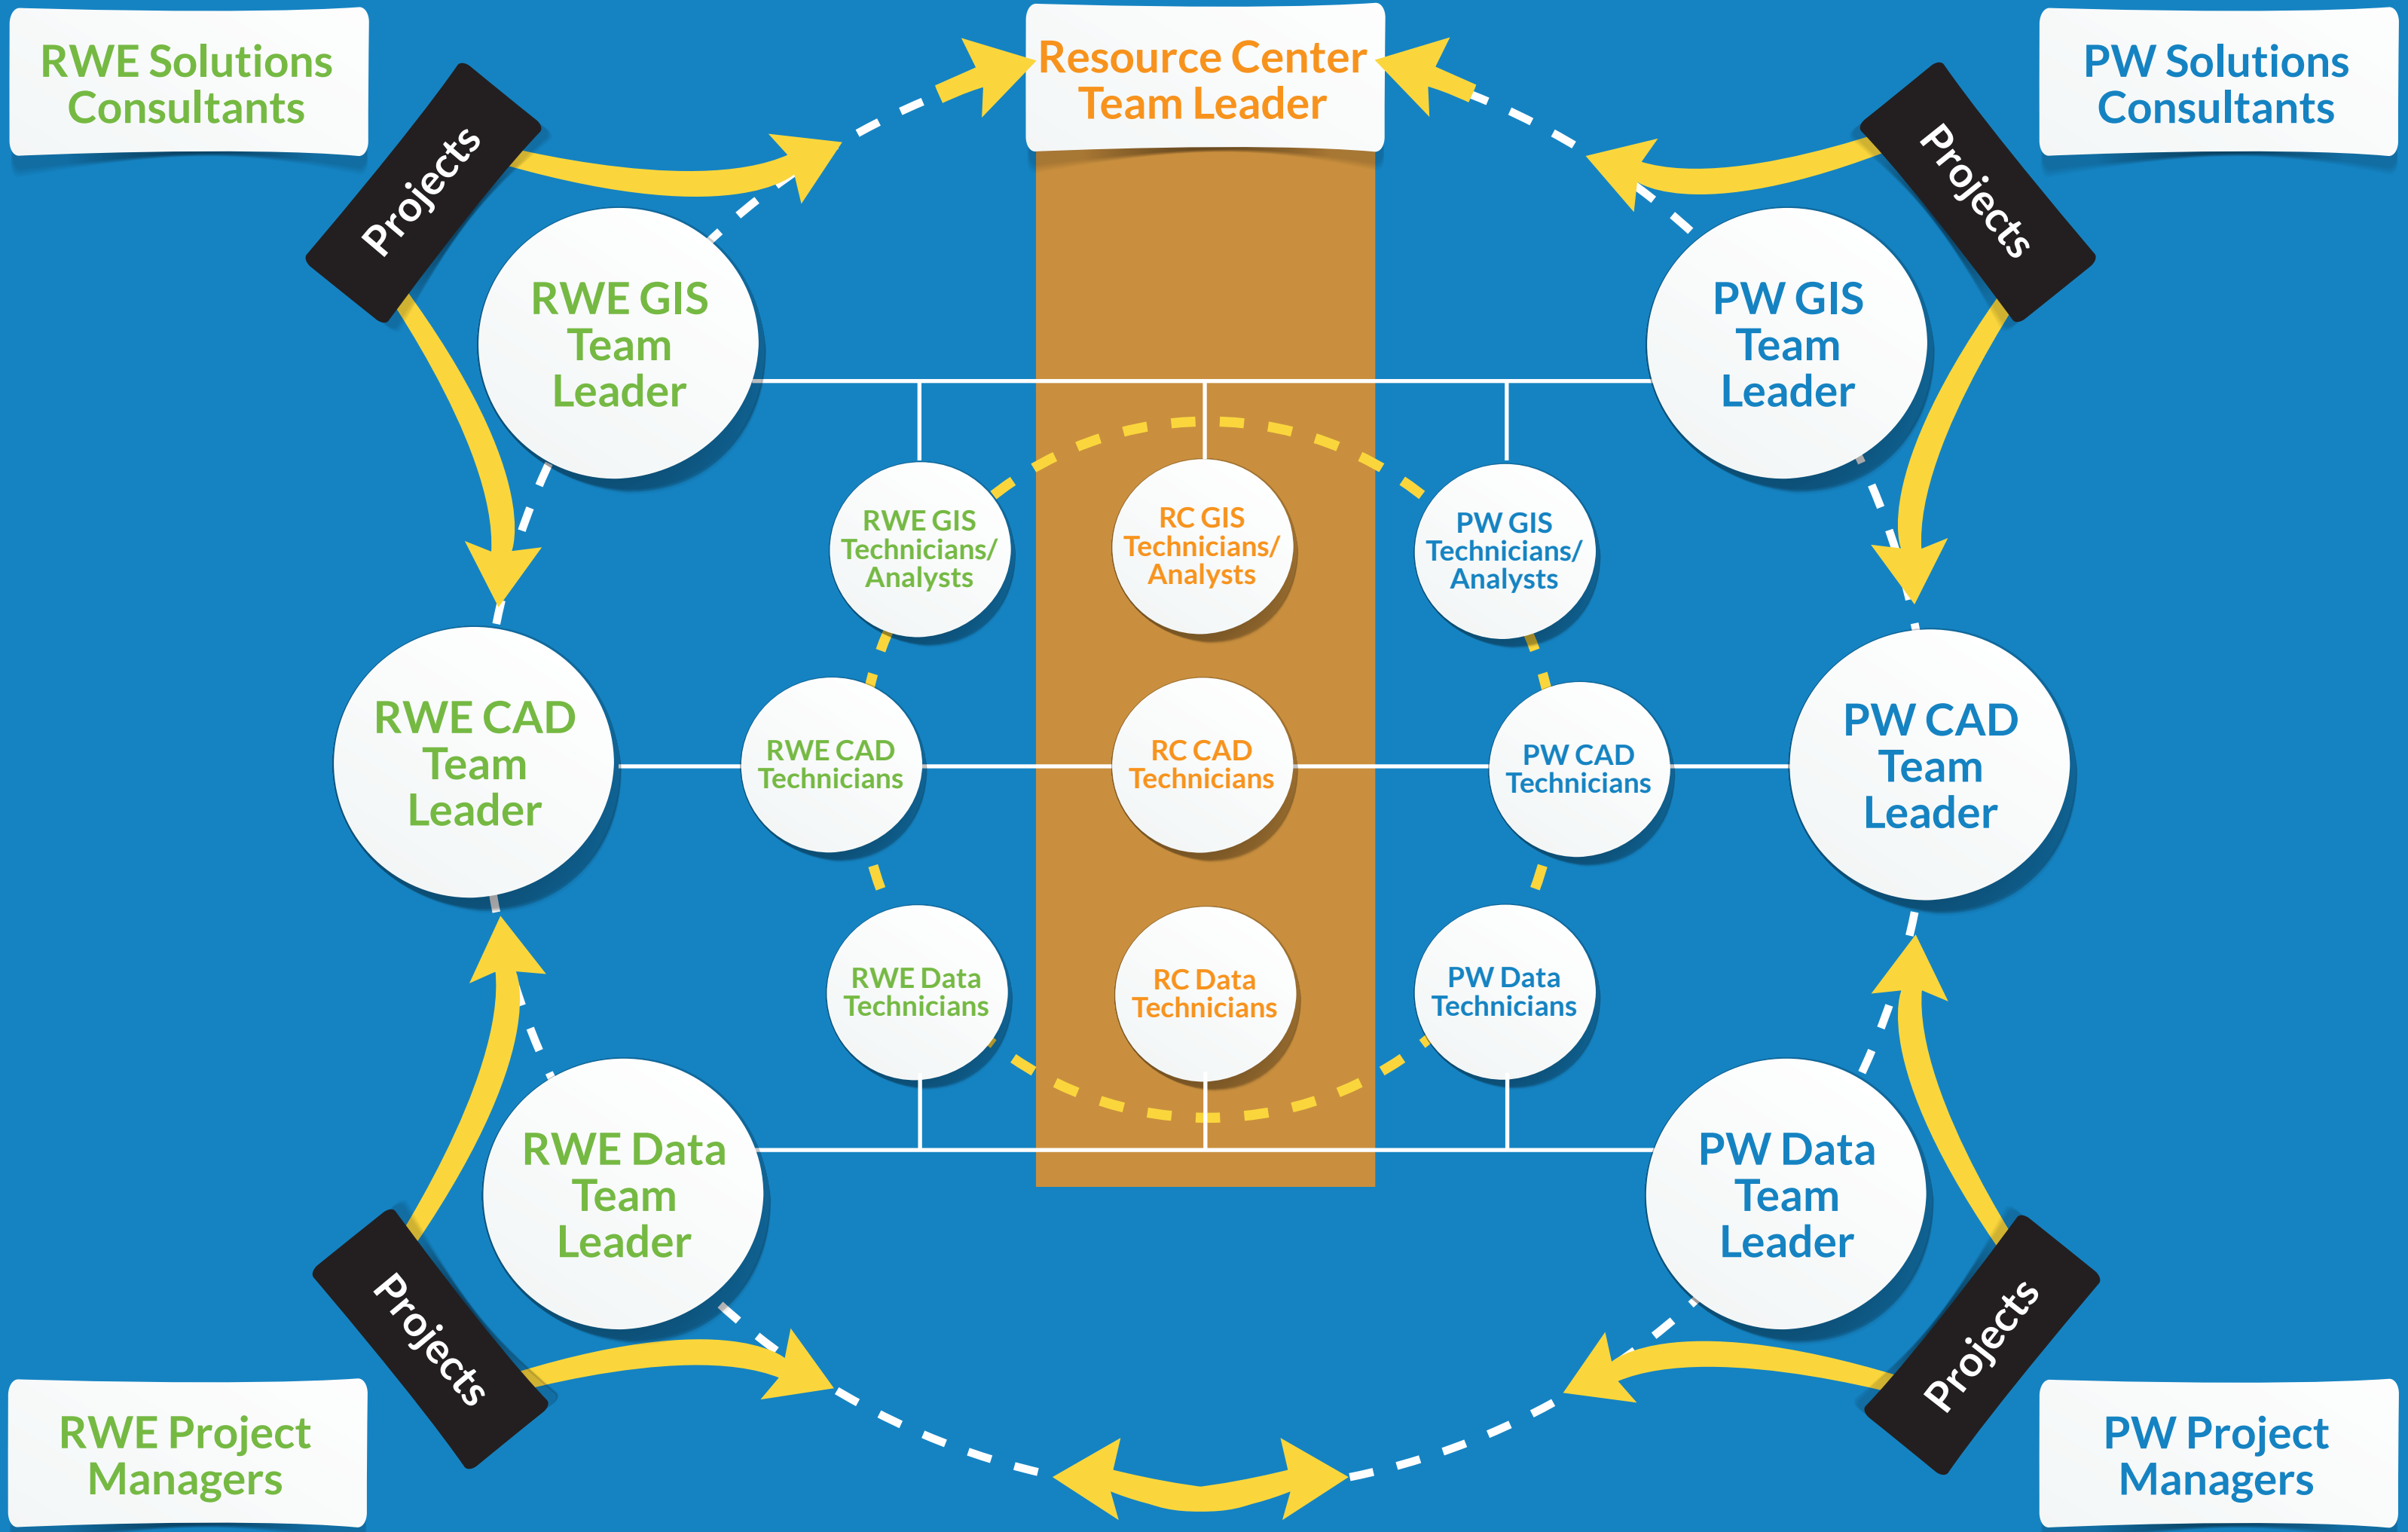 RWE Solutions
Consultants
Resource Center
Team Leader
PW Solutions
Consultants
Projects
Projects
RWE GIS
Team
Leader
PW GIS
Team
Leader
RWE GIS
Technicians/
Analysts
RC GIS
Technicians/
Analysts
PW GIS
Technicians/
Analysts
RWE CAD
Team
Leader
RWE CAD
Technicians
RC CAD
Technicians
PW CAD
Technicians
PW CAD
Team
Leader
RWE Data
Technicians
RC Data
Technicians
PW Data
Technicians
RWE Data
Team
Leader
PW Data
Team
Leader
Projects
Projects
RWE Project
Managers
PW Project
Managers